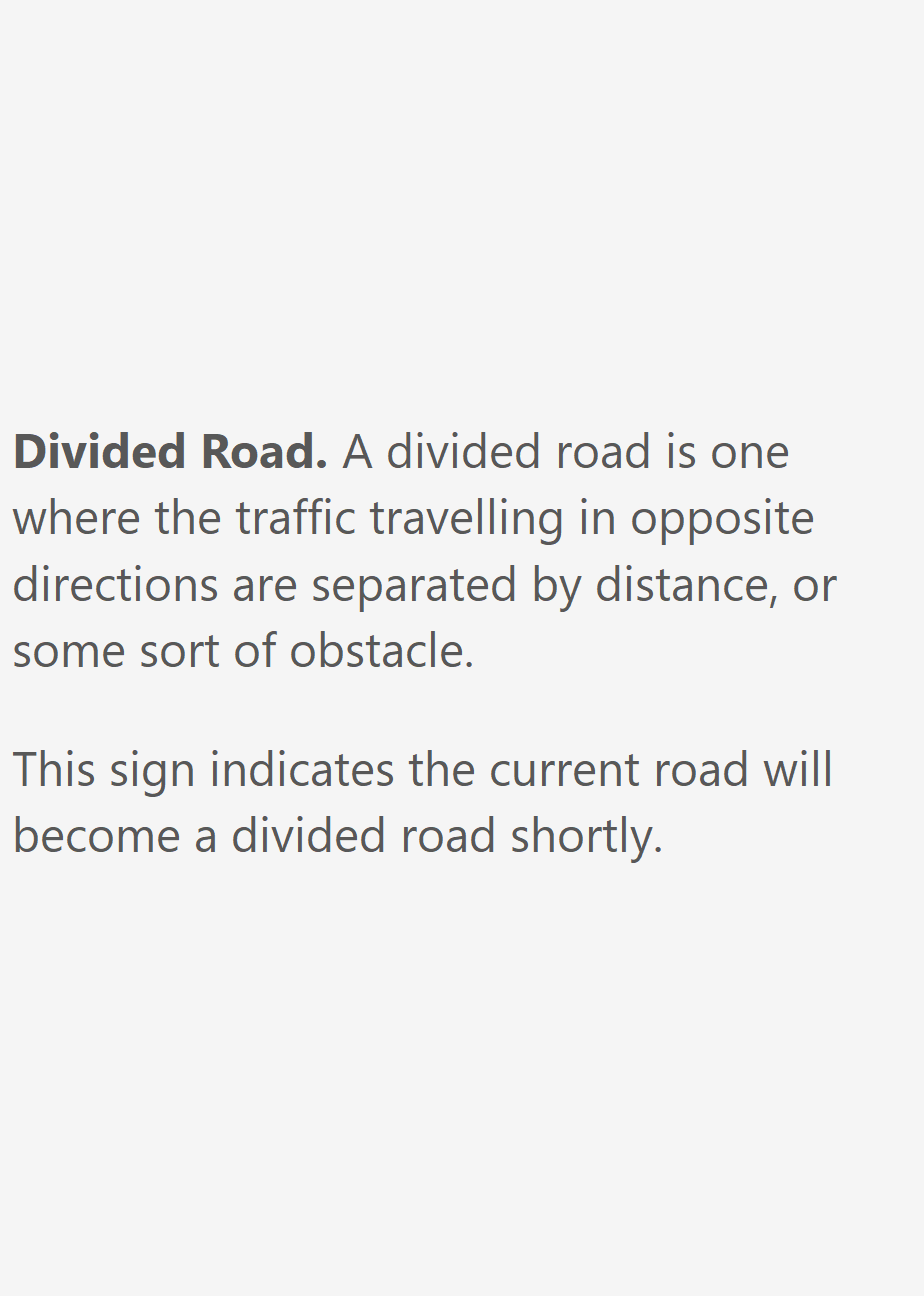 Divided Road. A divided road is one
where the traffic travelling in opposite
directions are separated by distance, or
some sort of obstacle.
This sign indicates the current road will
become a divided road shortly.